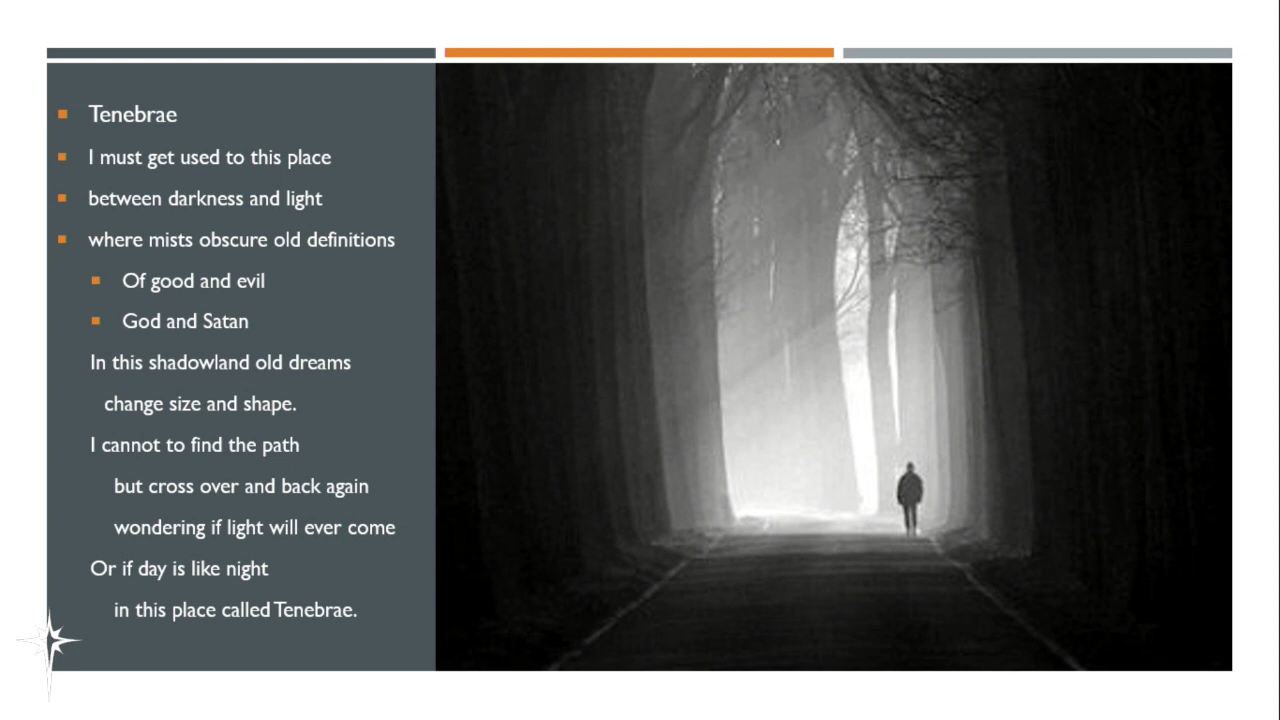 Tenebrae
I must get used to this place
between darkness and light
where mists obscure old definitions
Of good and evil
God and Satan
In this shadowland old dreams
change size and shape.
I cannot to find the path
but cross over and back again
wondering if light will ever come
Or if day is like night
in this place called Tenebrae.